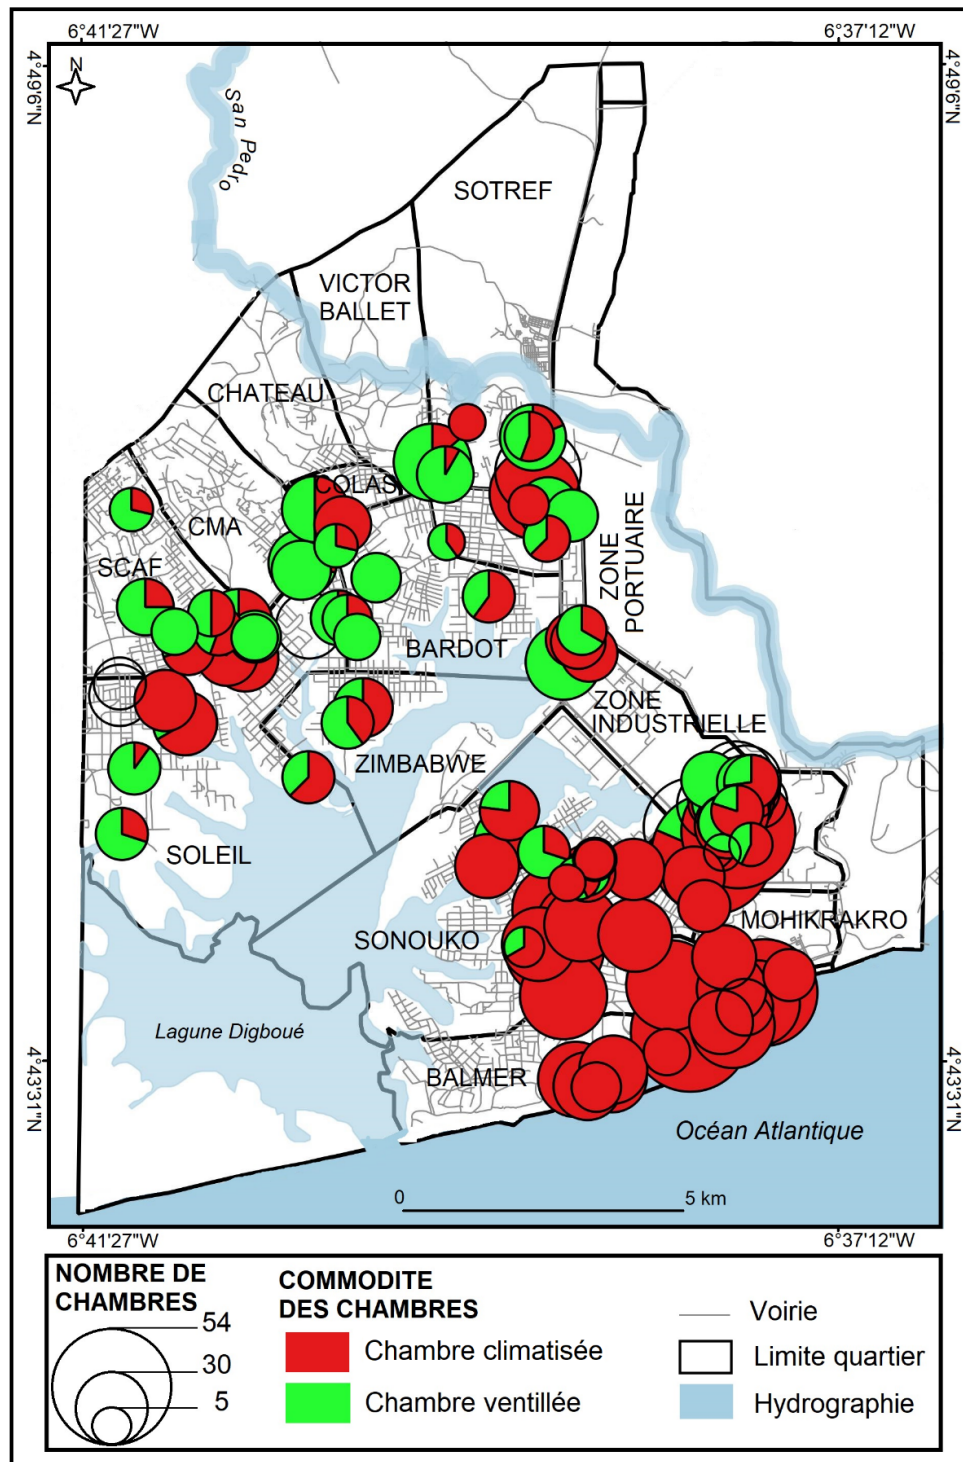 6°41'27"W
6°37'12"W
4°49'6"N
4°49'6"N
N
San Pedro
SOTREF
VICTOR
BALLET
CHATEAU
COLAS
CMA
SCAF
ZONE
PORTUAIRE
BARDOT
ZONE
INDUSTRIELLE
ZIMBABWE
SOLEIL
MOHIKRAKRO
SONOUKO
Lagune Digboué
BALMER
4°43'31"N
4°43'31"N
Océan Atlantique
0
5 km
6°41'27"W
6°37'12"W
NOMBRE DE
CHAMBRES
54
30
5
COMMODITE
DES CHAMBRES
Chambre climatisée
Chambre ventillée
Voirie
Limite quartier
Hydrographie